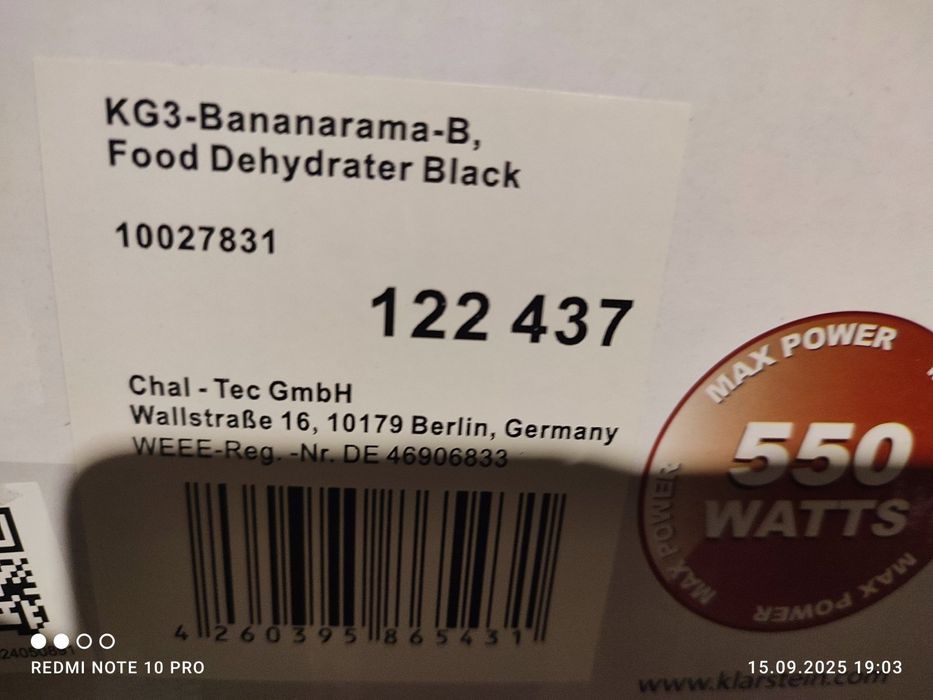 KG3-Bananarama-B,
Food Dehydrater Black
10027831
122 437
Chal - Tec GmbH
Wallstraße 16, 10179 Berlin, Germany
WEEE-Reg. -Nr. DE 46906833
4 260395 865431
MAX POWER
550
WATTS
MAX POWER
MAX POWER
www.klarstein.com
REDMI NOTE 10 PRO
15.09.2025 19:03